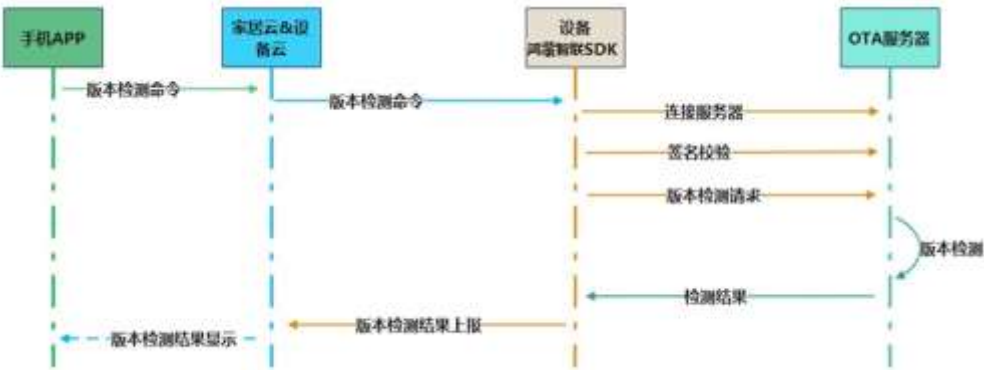 手机APP
家居云&设
备云
设备
鸿蒙智联SDK
OTA服务器
版本检测命令
版本检测命令
连接服务器
签名校验
版本检测请求
版本检测
检测结果
版本检测结果上报
版本检测结果显示